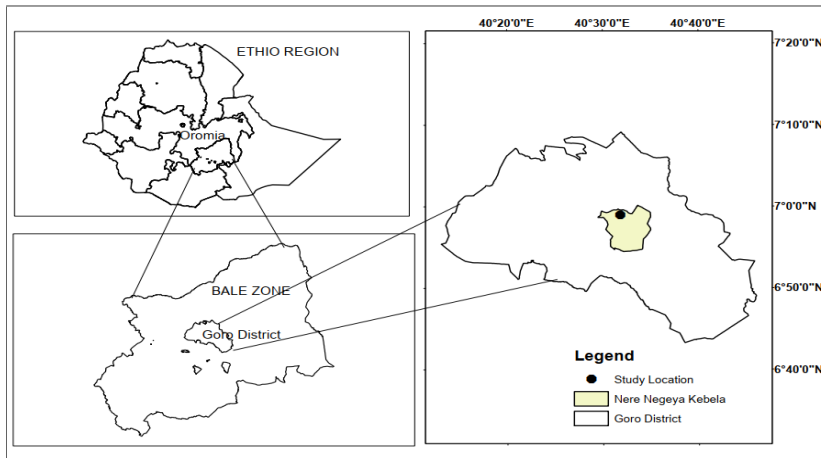 ETHIO REGION
Oromia
BALE ZONE
Goro District
40°20'0"E 40°30'0"E 40°40'0"E
7°20'0"N
7°10'0"N
7°0'0"N
6°50'0"N
6°40'0"N
Legend
Study Location
Nere Negeya Kebela
Goro District